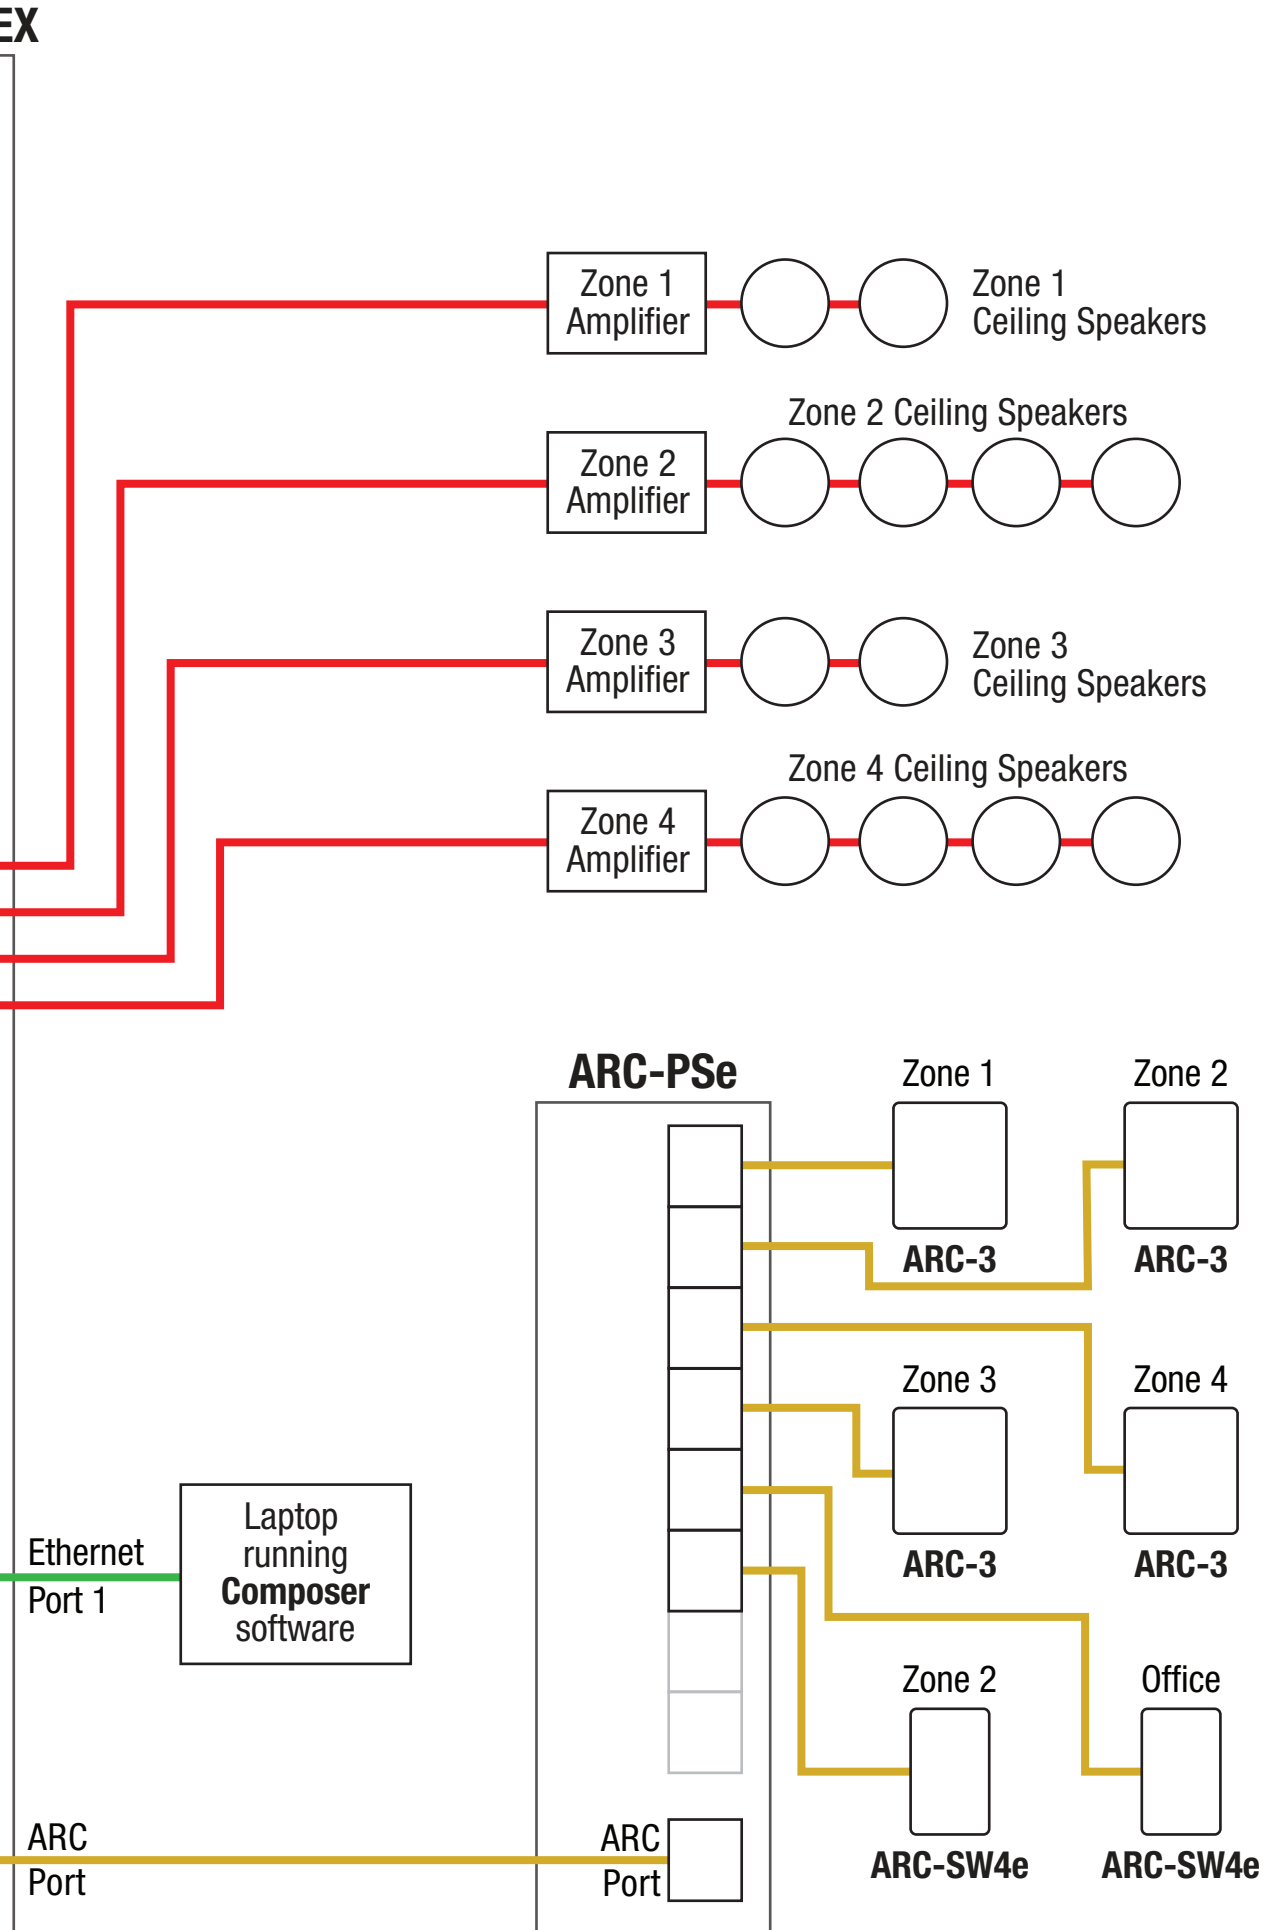 EX
Zone 1
Amplifier
Zone 1
Ceiling Speakers
Zone 2 Ceiling Speakers
Zone 2
Amplifier
Zone 3
Amplifier
Zone 3
Ceiling Speakers
Zone 4 Ceiling Speakers
Zone 4
Amplifier
ARC-PSe
Zone 1
Zone 2
ARC-3
ARC-3
Zone 3
Zone 4
ARC-3
ARC-3
Ethernet
Port 1
Laptop
running
Composer
software
Zone 2
Office
ARC-SW4e
ARC-SW4e
ARC
Port
ARC
Port